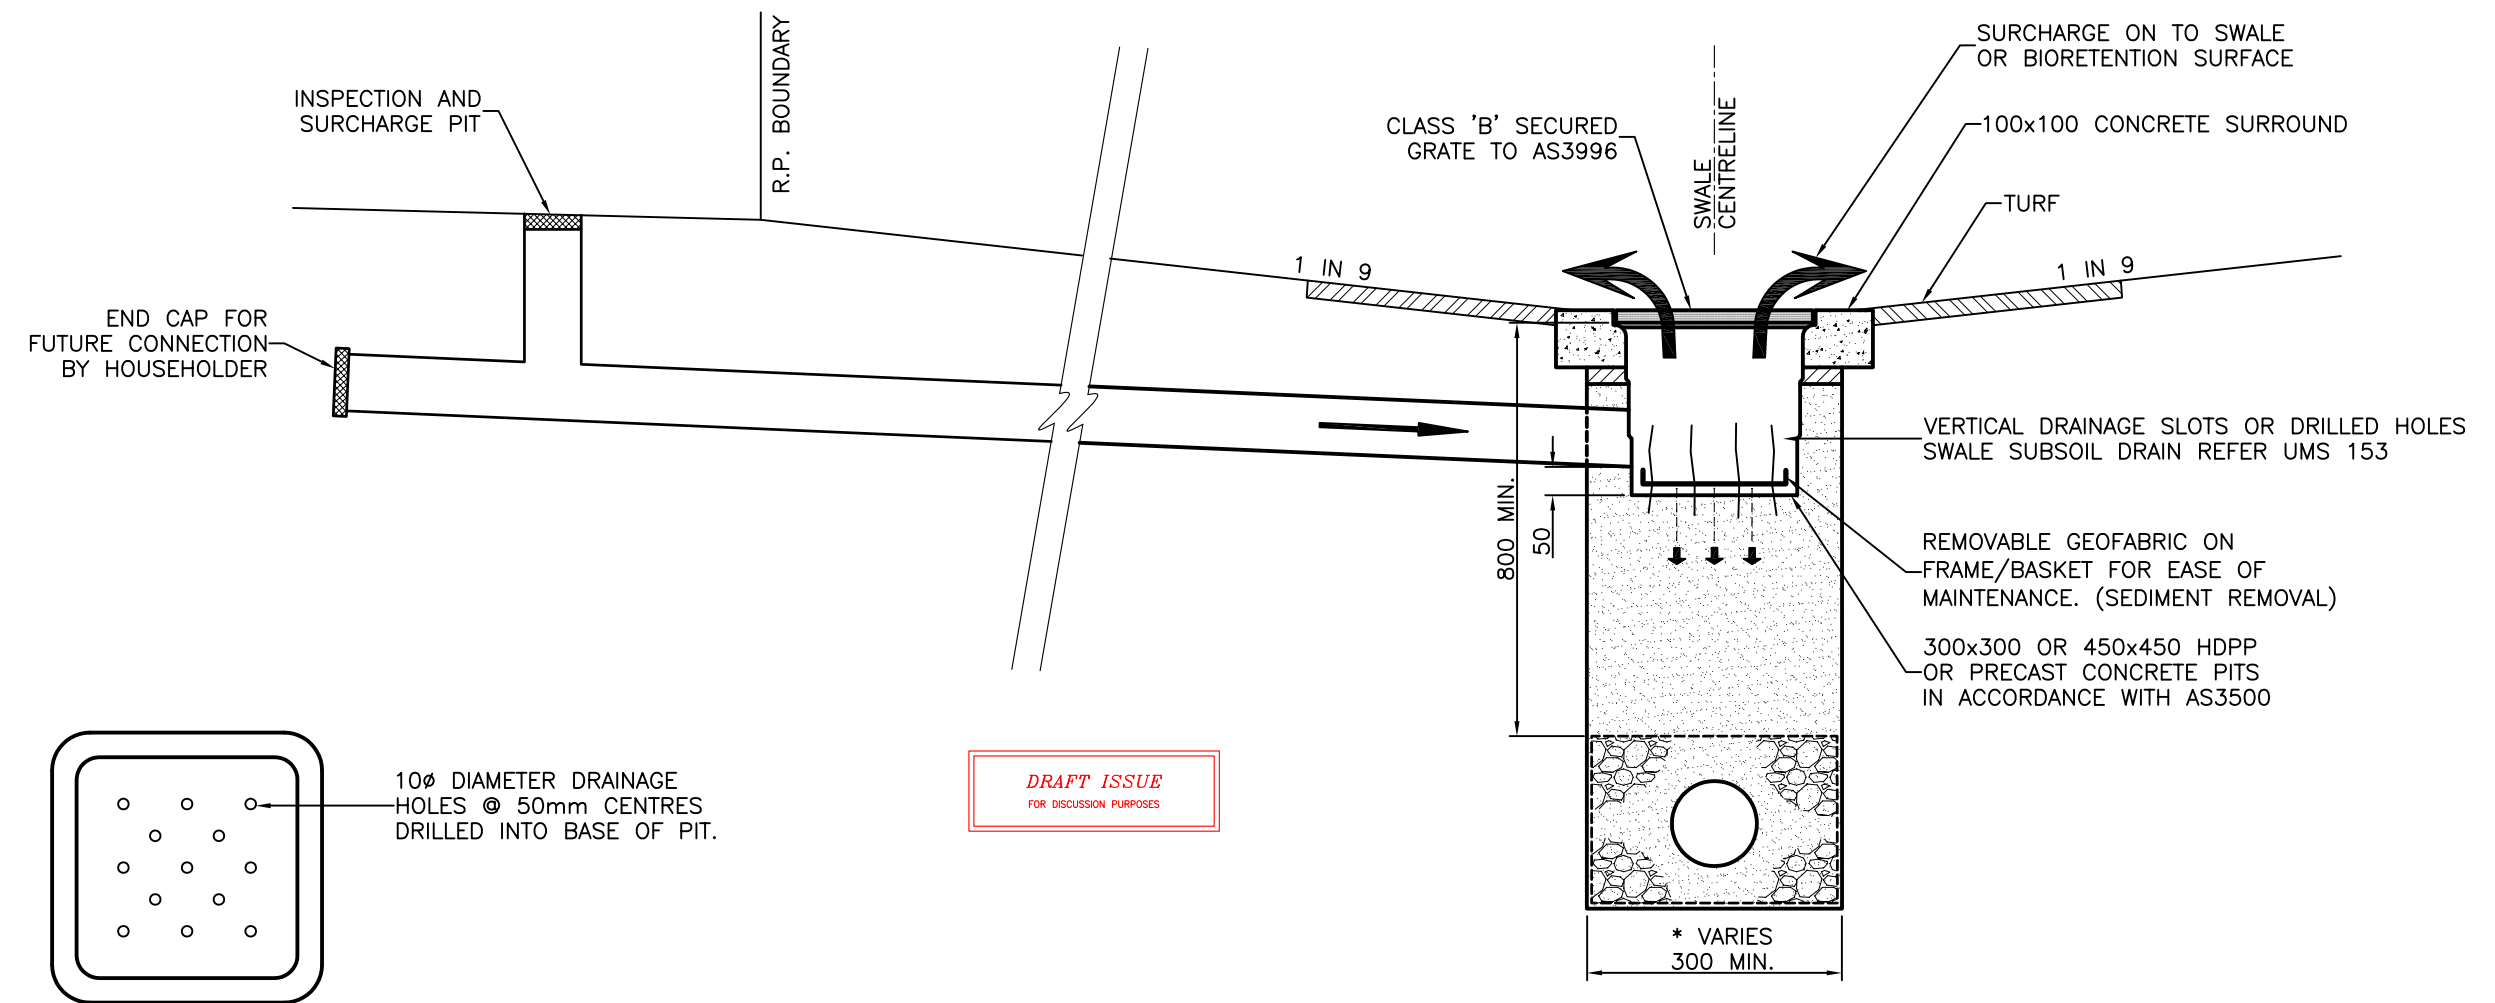 INSPECTION AND
SURCHARGE PIT
R.P. BOUNDARY
END CAP FOR
FUTURE CONNECTION
BY HOUSEHOLDER
CLASS 'B' SECURED
GRATE TO AS3996
SWALE
CENTRELINE
SURCHARGE ON TO SWALE
OR BIORETENTION SURFACE
100x100 CONCRETE SURROUND
TURF
1 IN 9
1 IN 9
VERTICAL DRAINAGE SLOTS OR DRILLED HOLES
SWALE SUBSOIL DRAIN REFER UMS 153
800 MIN.
50
REMOVABLE GEOFABRIC ON
FRAME/BASKET FOR EASE OF
MAINTENANCE. (SEDIMENT REMOVAL)
300x300 OR 450x450 HDPP
OR PRECAST CONCRETE PITS
IN ACCORDANCE WITH AS3500
10ø DIAMETER DRAINAGE
HOLES @ 50mm CENTRES
DRILLED INTO BASE OF PIT.
DRAFT ISSUE
FOR DISCUSSION PURPOSES
* VARIES
300 MIN.